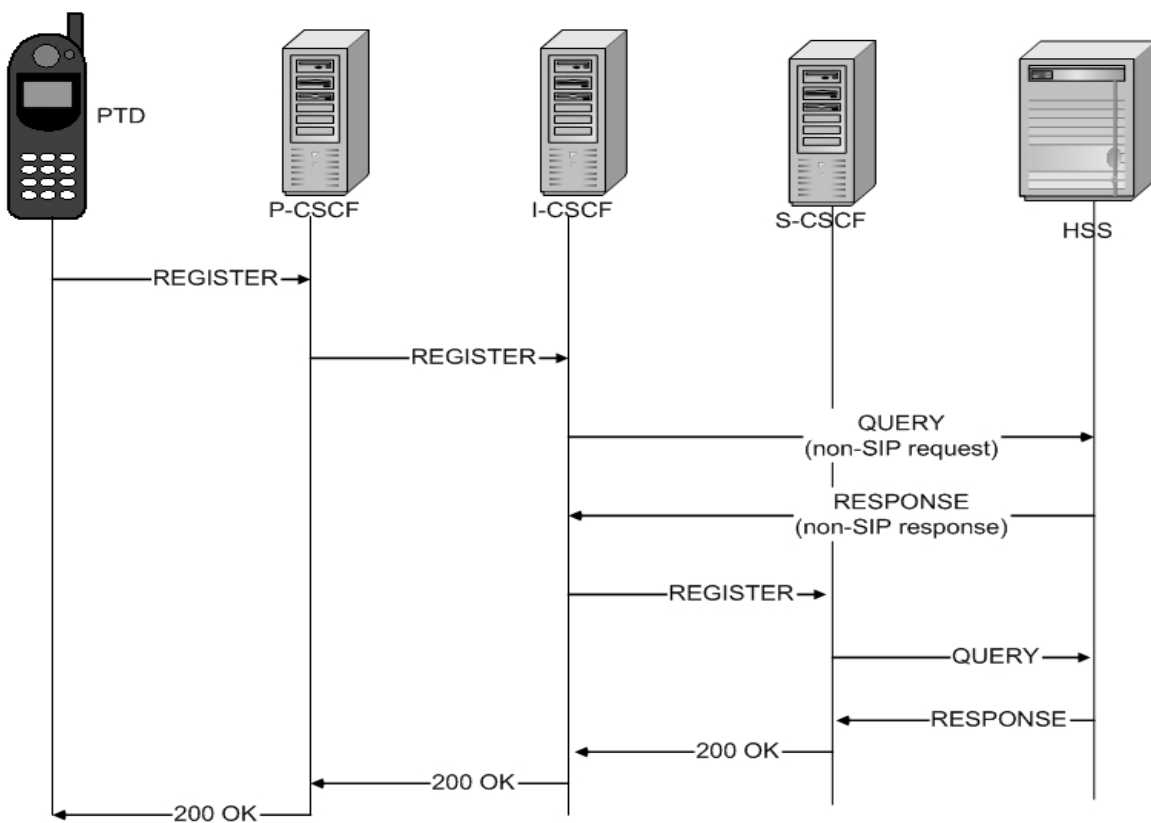 PTD
P-CSCF
I-CSCF
S-CSCF
HSS
REGISTER
REGISTER
QUERY
(non-SIP request)
RESPONSE
(non-SIP response)
REGISTER
QUERY
RESPONSE
200 OK
200 OK
200 OK